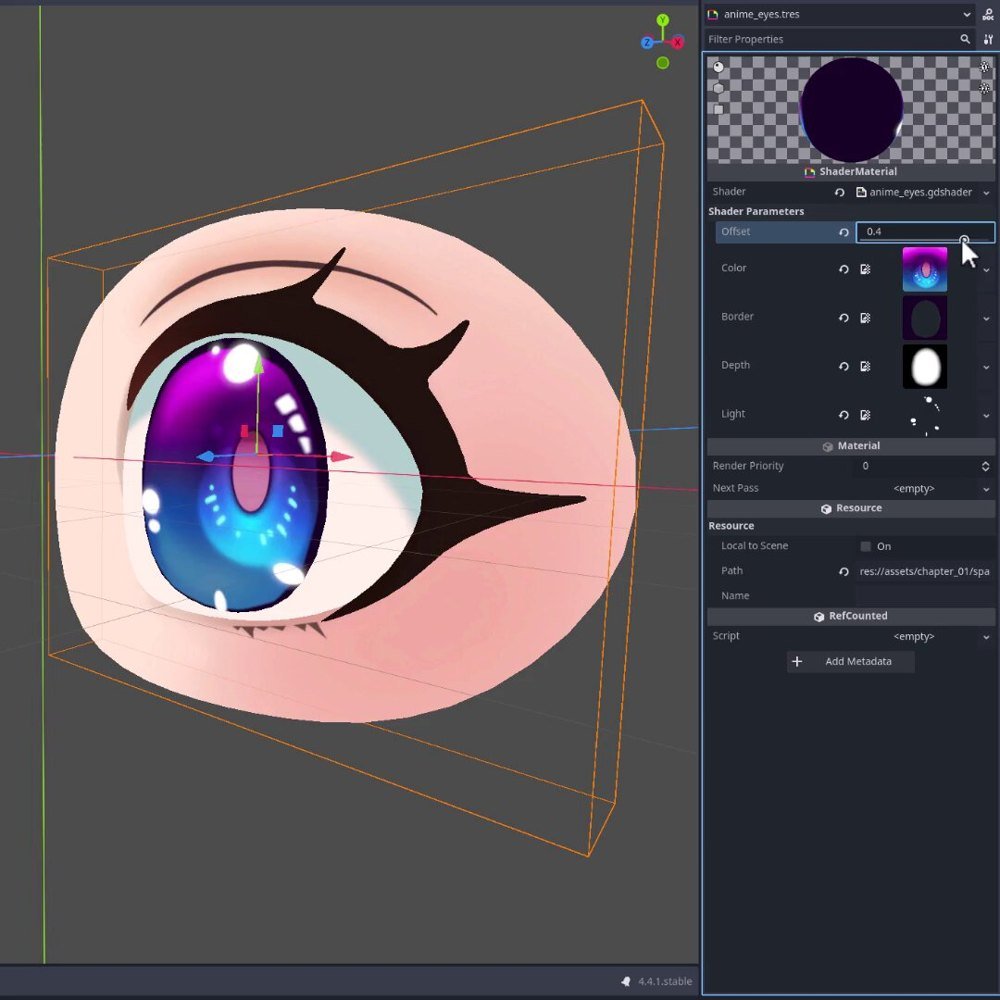 anime_eyes.tres
DOC
Filter Properties
Y
Z X
ShaderMaterial
Shader anime_eyes.gdshader
Shader Parameters
Offset 0.4
Color
Border
Depth
Light
Material
Render Priority 0
Next Pass <empty>
Resource
Resource
Local to Scene On
Path res://assets/chapter_01/spa
Name
RefCounted
Script <empty>
+ Add Metadata
4.4.1.stable